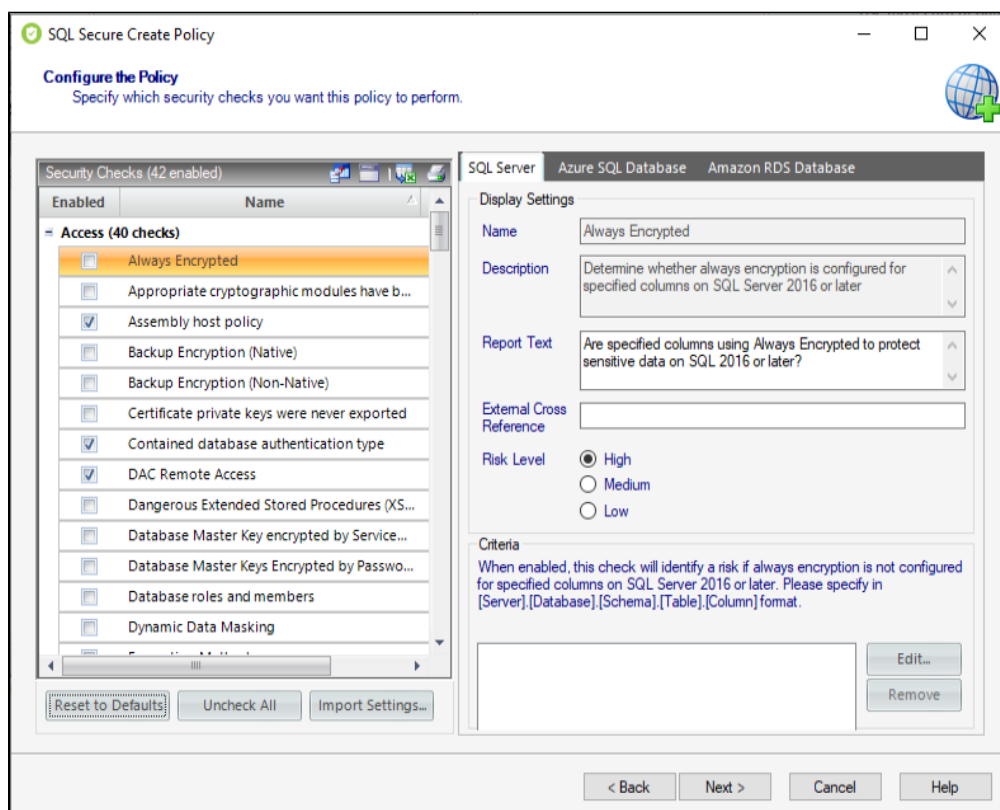 SQL Secure Create Policy
Configure the Policy
Specify which security checks you want this policy to perform.
Security Checks (42 enabled)
Enabled
Name
Access (40 checks)
Always Encrypted
Appropriate cryptographic modules have b...
Assembly host policy
Backup Encryption (Native)
Backup Encryption (Non-Native)
Certificate private keys were never exported
Contained database authentication type
DAC Remote Access
Dangerous Extended Stored Procedures (XS...
Database Master Key encrypted by Service...
Database Master Keys Encrypted by Passwo...
Database roles and members
Dynamic Data Masking
Reset to Defaults
Uncheck All
Import Settings...
SQL Server
Azure SQL Database
Amazon RDS Database
Display Settings
Name
Always Encrypted
Description
Determine whether always encryption is configured for
specified columns on SQL Server 2016 or later
Report Text
Are specified columns using Always Encrypted to protect
sensitive data on SQL 2016 or later?
External Cross
Reference
Risk Level
High
Medium
Low
Criteria
When enabled, this check will identify a risk if always encryption is not configured
for specified columns on SQL Server 2016 or later. Please specify in
[Server].[Database].[Schema].[Table].[Column] format.
Edit...
Remove
< Back
Next >
Cancel
Help